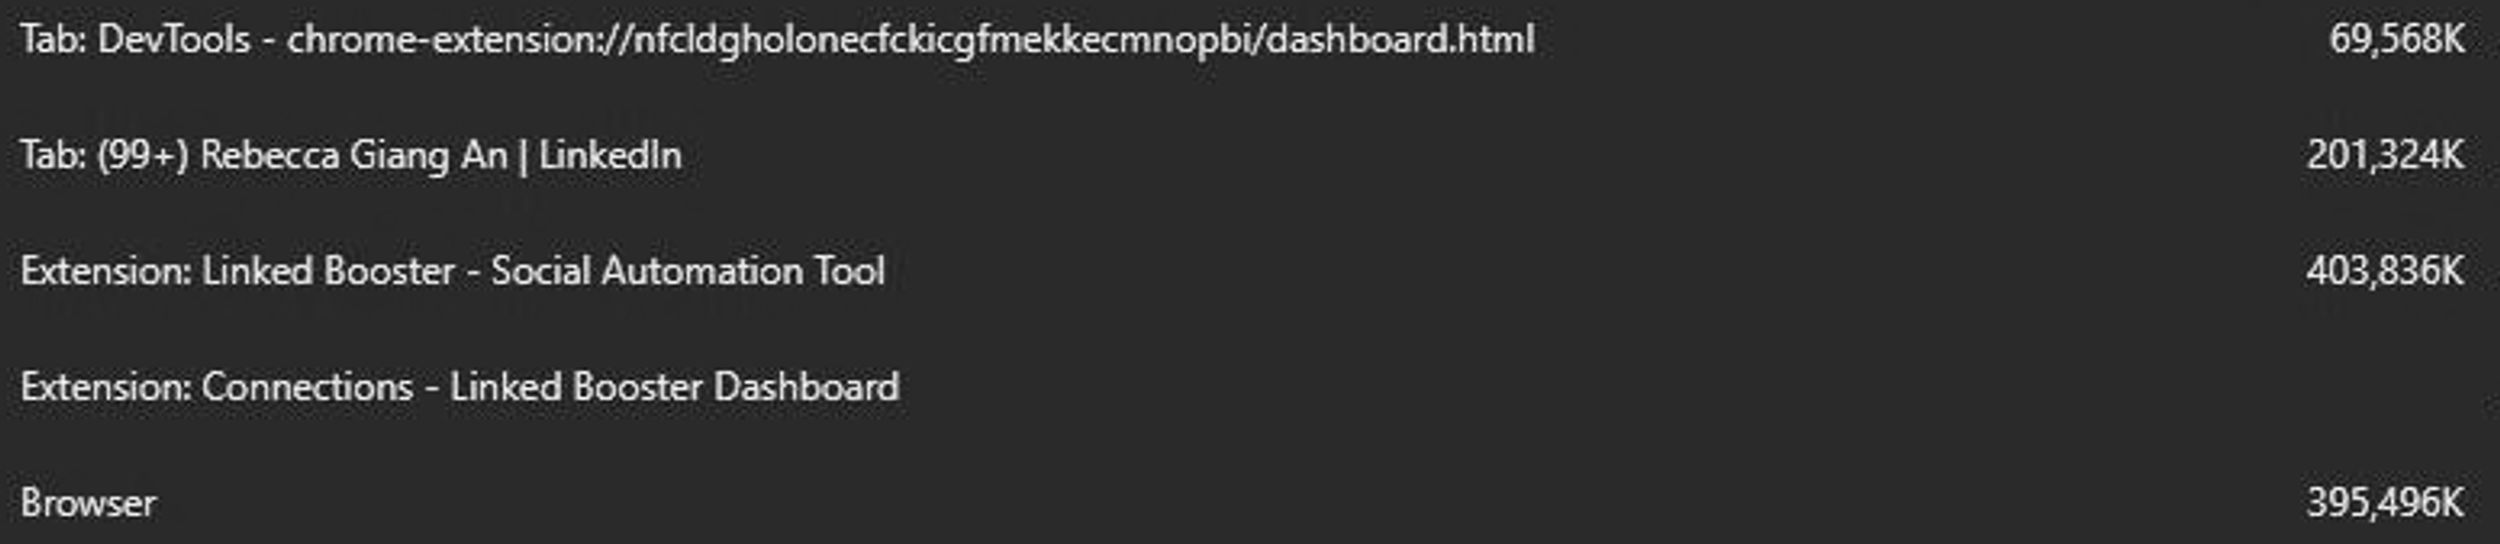 Tab: DevTools - chrome-extension://nfcldgholonecfckicgfmekkecmnopbi/dashboard.html 69,568K
Tab: (99+) Rebecca Giang An | LinkedIn 201,324K
Extension: Linked Booster - Social Automation Tool 403,836K
Extension: Connections - Linked Booster Dashboard
Browser 395,496K